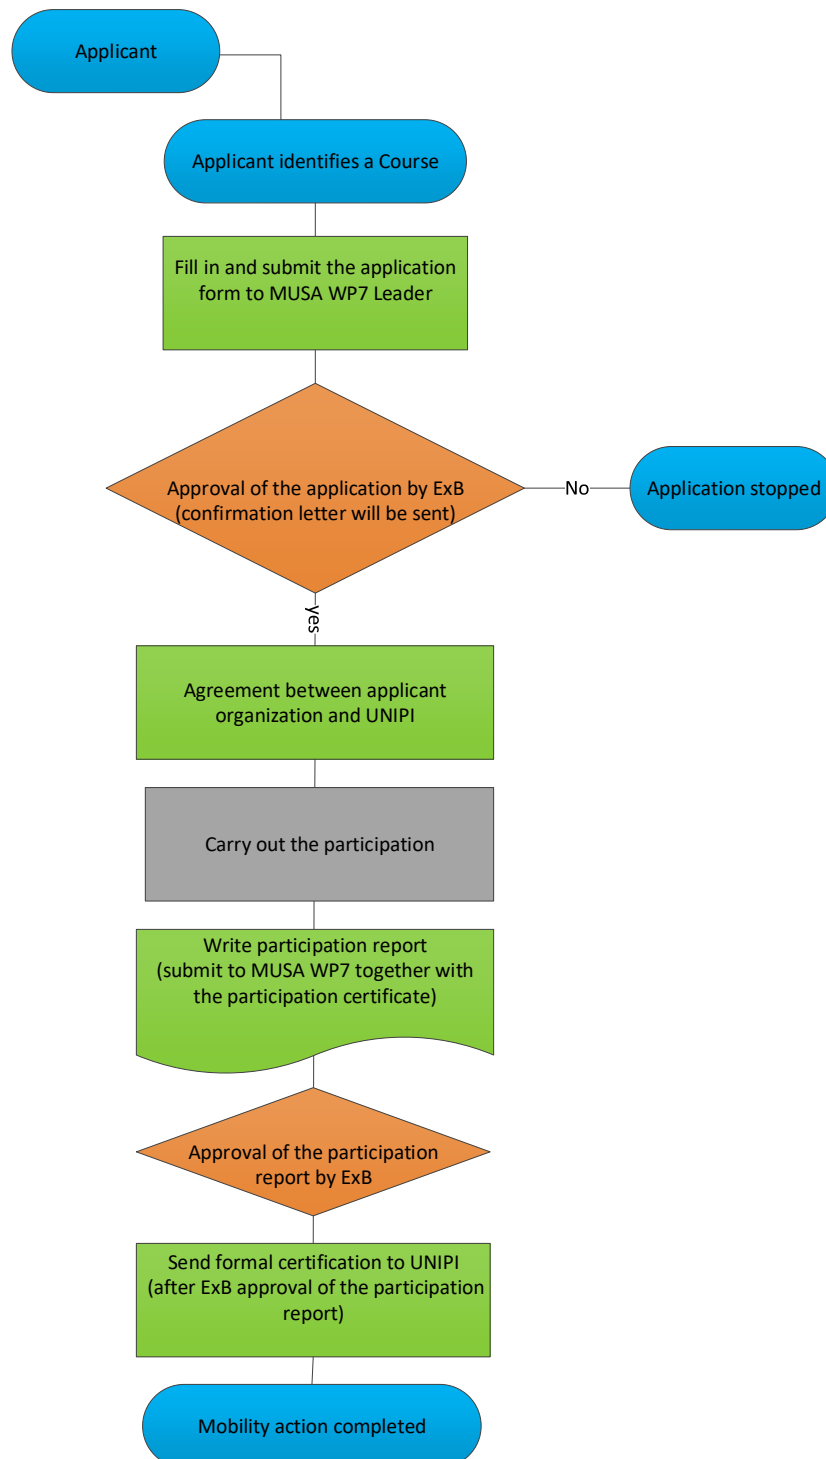 Applicant
Applicant identifies a Course
Fill in and submit the application
form to MUSA WP7 Leader
Approval of the application by ExB
(confirmation letter will be sent)
No
Application stopped
yes
Agreement between applicant
organization and UNIPI
Carry out the participation
Write participation report
(submit to MUSA WP7 together with
the participation certificate)
Approval of the participation
report by ExB
Send formal certification to UNIPI
(after ExB approval of the participation
report)
Mobility action completed